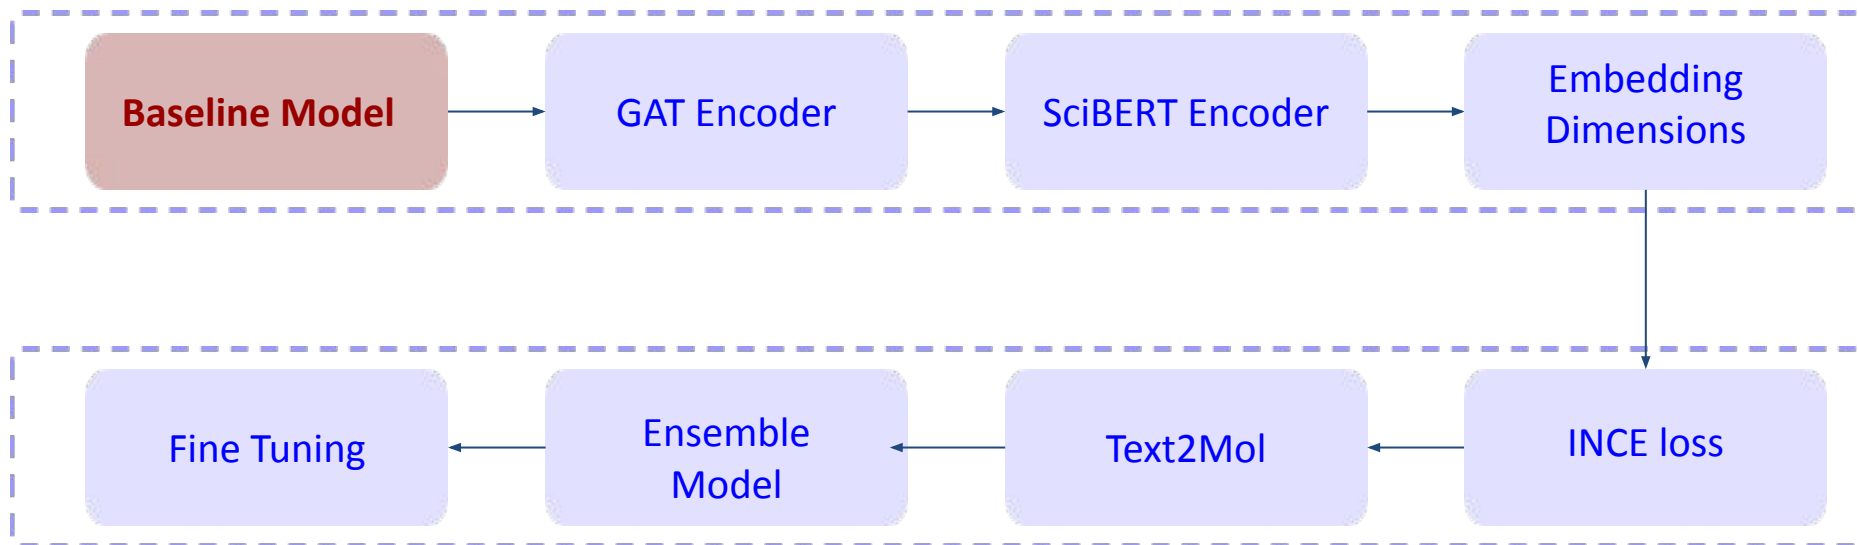 Baseline Model
GAT Encoder
SciBERT Encoder
Embedding
Dimensions
Fine Tuning
Ensemble
Model
Text2Mol
INCE loss